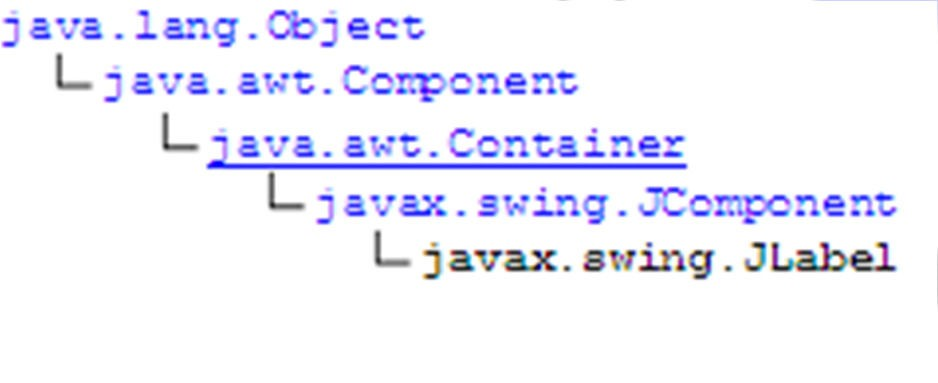 java.lang.Object
java.awt.Component
java.awt.Container
javax.swing.JComponent
javax.swing.JLabel